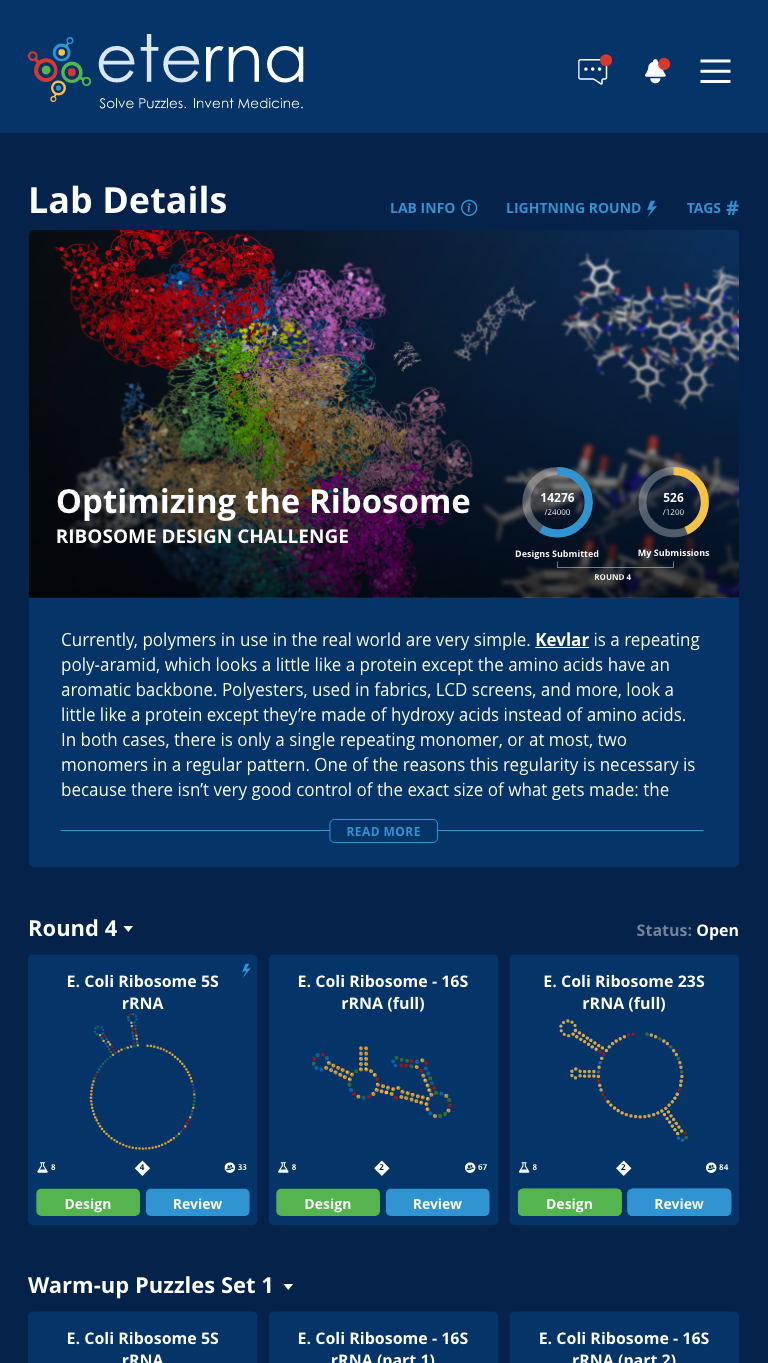 eterna
Solve Puzzles. Invent Medicine.
Lab Details
LAB INFO i
LIGHTNING ROUND
TAGS #
Optimizing the Ribosome
RIBOSOME DESIGN CHALLENGE
14276
/24000
Designs Submitted
526
/1200
My Submissions
ROUND 4
Currently, polymers in use in the real world are very simple. Kevlar is a repeating
poly-aramid, which looks a little like a protein except the amino acids have an
aromatic backbone. Polyesters, used in fabrics, LCD screens, and more, look a
little like a protein except they’re made of hydroxy acids instead of amino acids.
In both cases, there is only a single repeating monomer, or at most, two
monomers in a regular pattern. One of the reasons this regularity is necessary is
because there isn’t very good control of the exact size of what gets made: the
READ MORE
Round 4
Status: Open
E. Coli Ribosome 5S
rRNA
8
4
33
Design
Review
E. Coli Ribosome - 16S
rRNA (full)
8
2
67
Design
Review
E. Coli Ribosome 23S
rRNA (full)
8
2
84
Design
Review
Warm-up Puzzles Set 1
E. Coli Ribosome 5S
rRNA
E. Coli Ribosome - 16S
rRNA (part 1)
E. Coli Ribosome - 16S
rRNA (part 2)